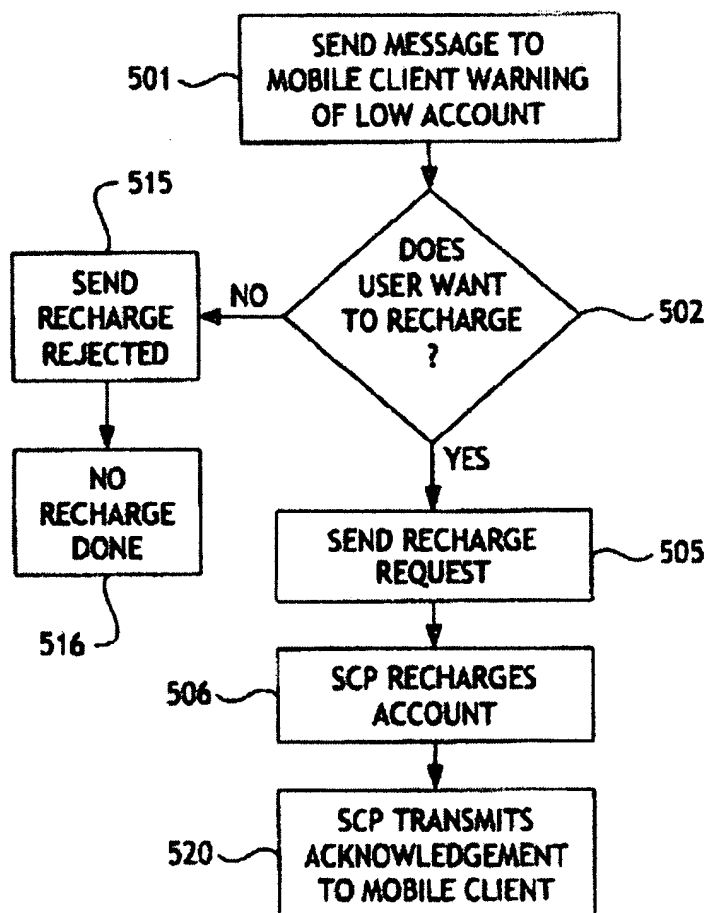 SEND MESSAGE TO
MOBILE CLIENT WARNING
OF LOW ACCOUNT
501
515
DOES
USER WANT
TO RECHARGE
?
502
NO
SEND
RECHARGE
REJECTED
YES
NO
RECHARGE
DONE
516
SEND RECHARGE
REQUEST
505
SCP RECHARGES
ACCOUNT
506
SCP TRANSMITS
ACKNOWLEDGEMENT
TO MOBILE CLIENT
520